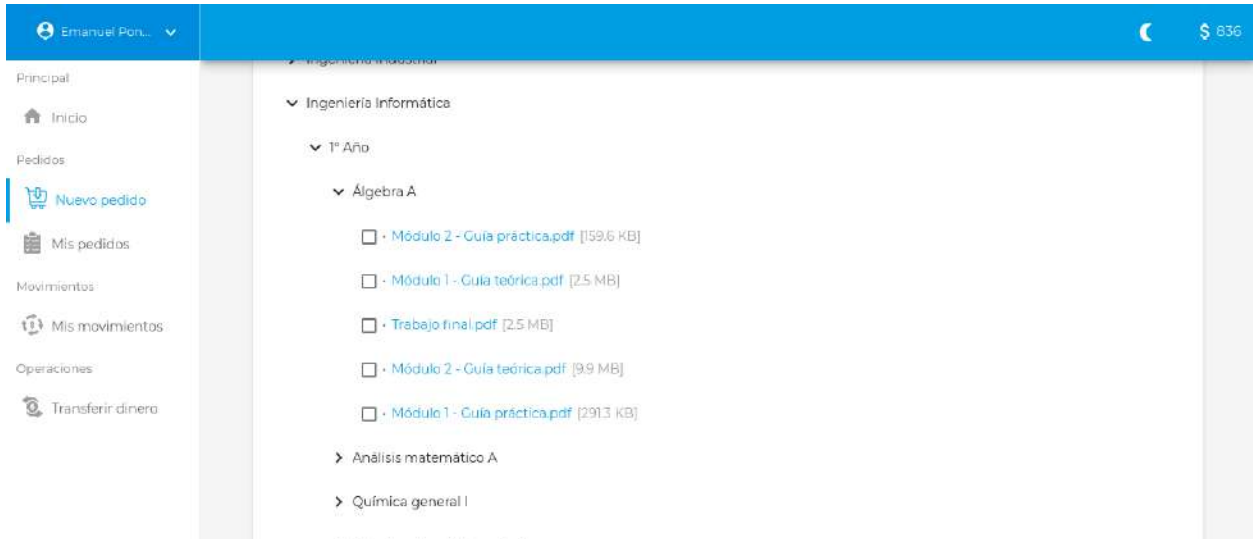 Emanuel Pon...
$ 836
Principal
Inicio
Pedidos
Nuevo pedido
Mis pedidos
Movimientos
Mis movimientos
Operaciones
Transferir dinero
Ingeniería Industrial
Ingeniería Informática
1° Año
Álgebra A
• Módulo 2 - Guía práctica.pdf [159.6 KB]
• Módulo 1 - Guía teórica.pdf [2.5 MB]
• Trabajo final.pdf [2.5 MB]
• Módulo 2 - Guía teórica.pdf [9.9 MB]
• Módulo 1 - Guía práctica.pdf [291.3 KB]
Análisis matemático A
Química general I